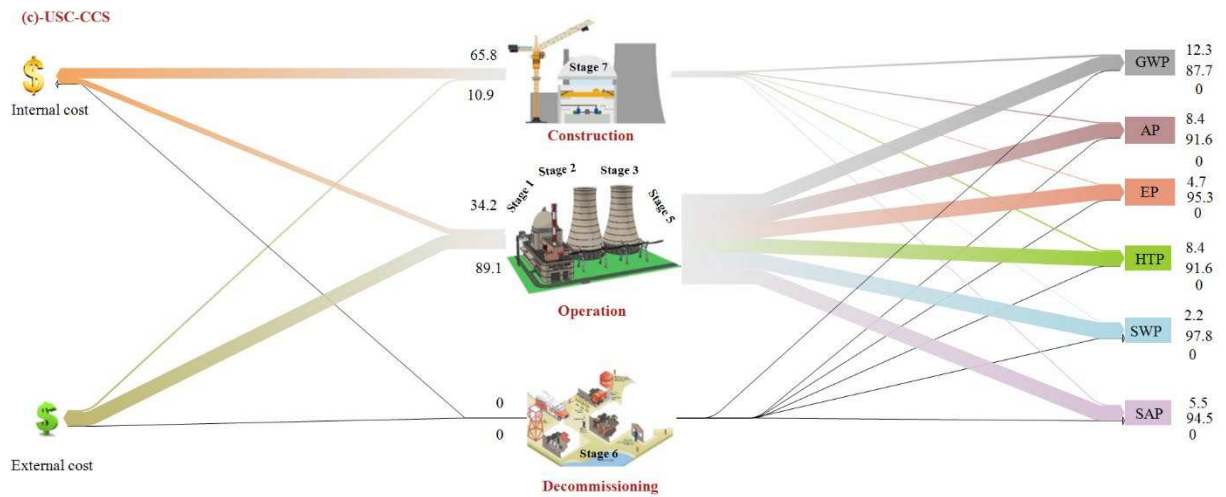 (c)-USC-CCS
Internal cost
External cost
65.8
10.9
34.2
89.1
0
0
Stage 7
Construction
Stage 1
Stage 2
Stage 3
Stage 5
Operation
Stage 6
Decommissioning
GWP
12.3
87.7
0
AP
8.4
91.6
0
EP
4.7
95.3
0
HTP
8.4
91.6
0
SWP
2.2
97.8
0
SAP
5.5
94.5
0